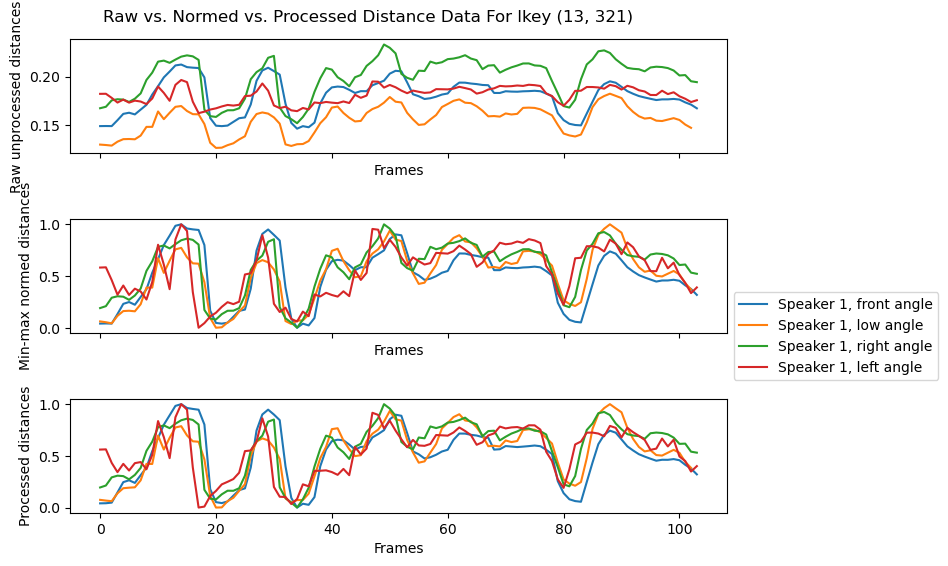 Raw vs. Normed vs. Processed Distance Data For lkey (13, 321)
Raw unprocessed distances
0.20
0.15
Frames
Min-max normed distances
1.0
0.5
0.0
Frames
Speaker 1, front angle
Speaker 1, low angle
Speaker 1, right angle
Speaker 1, left angle
Processed distances
1.0
0.5
0.0
0
20
40
60
80
100
Frames